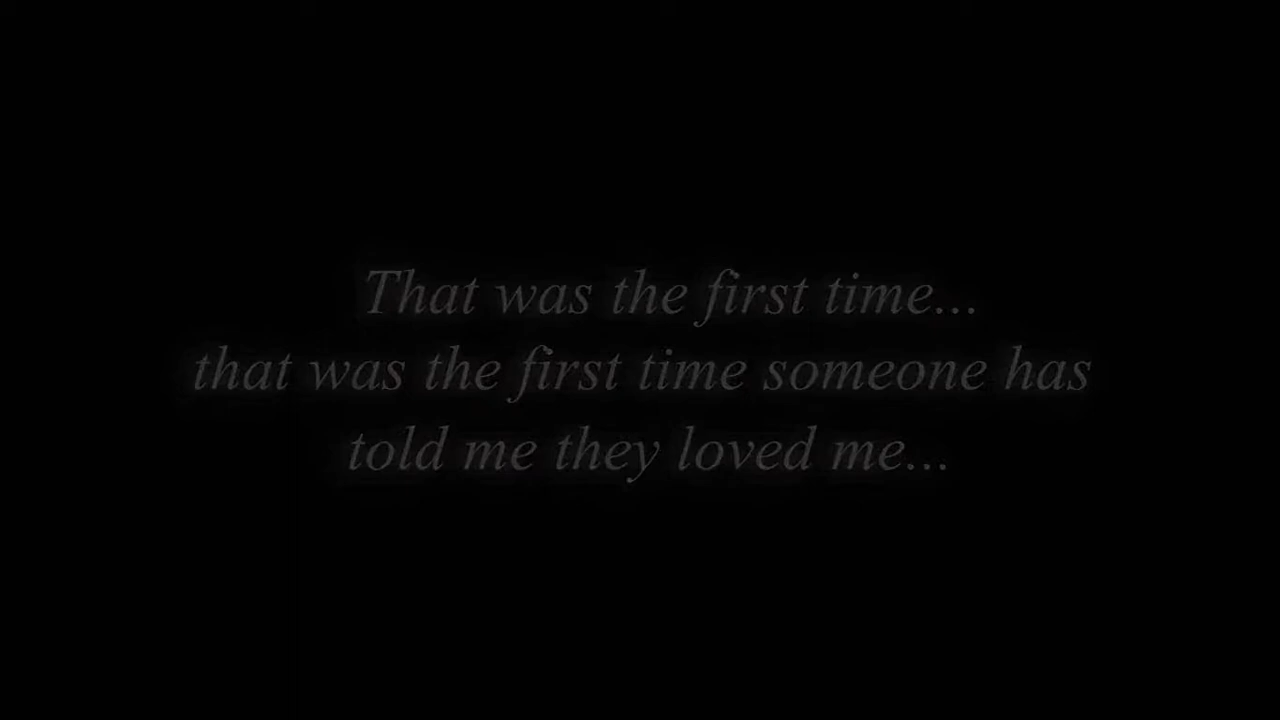 That was the first time...
that was the first time someone has
told me they loved me...